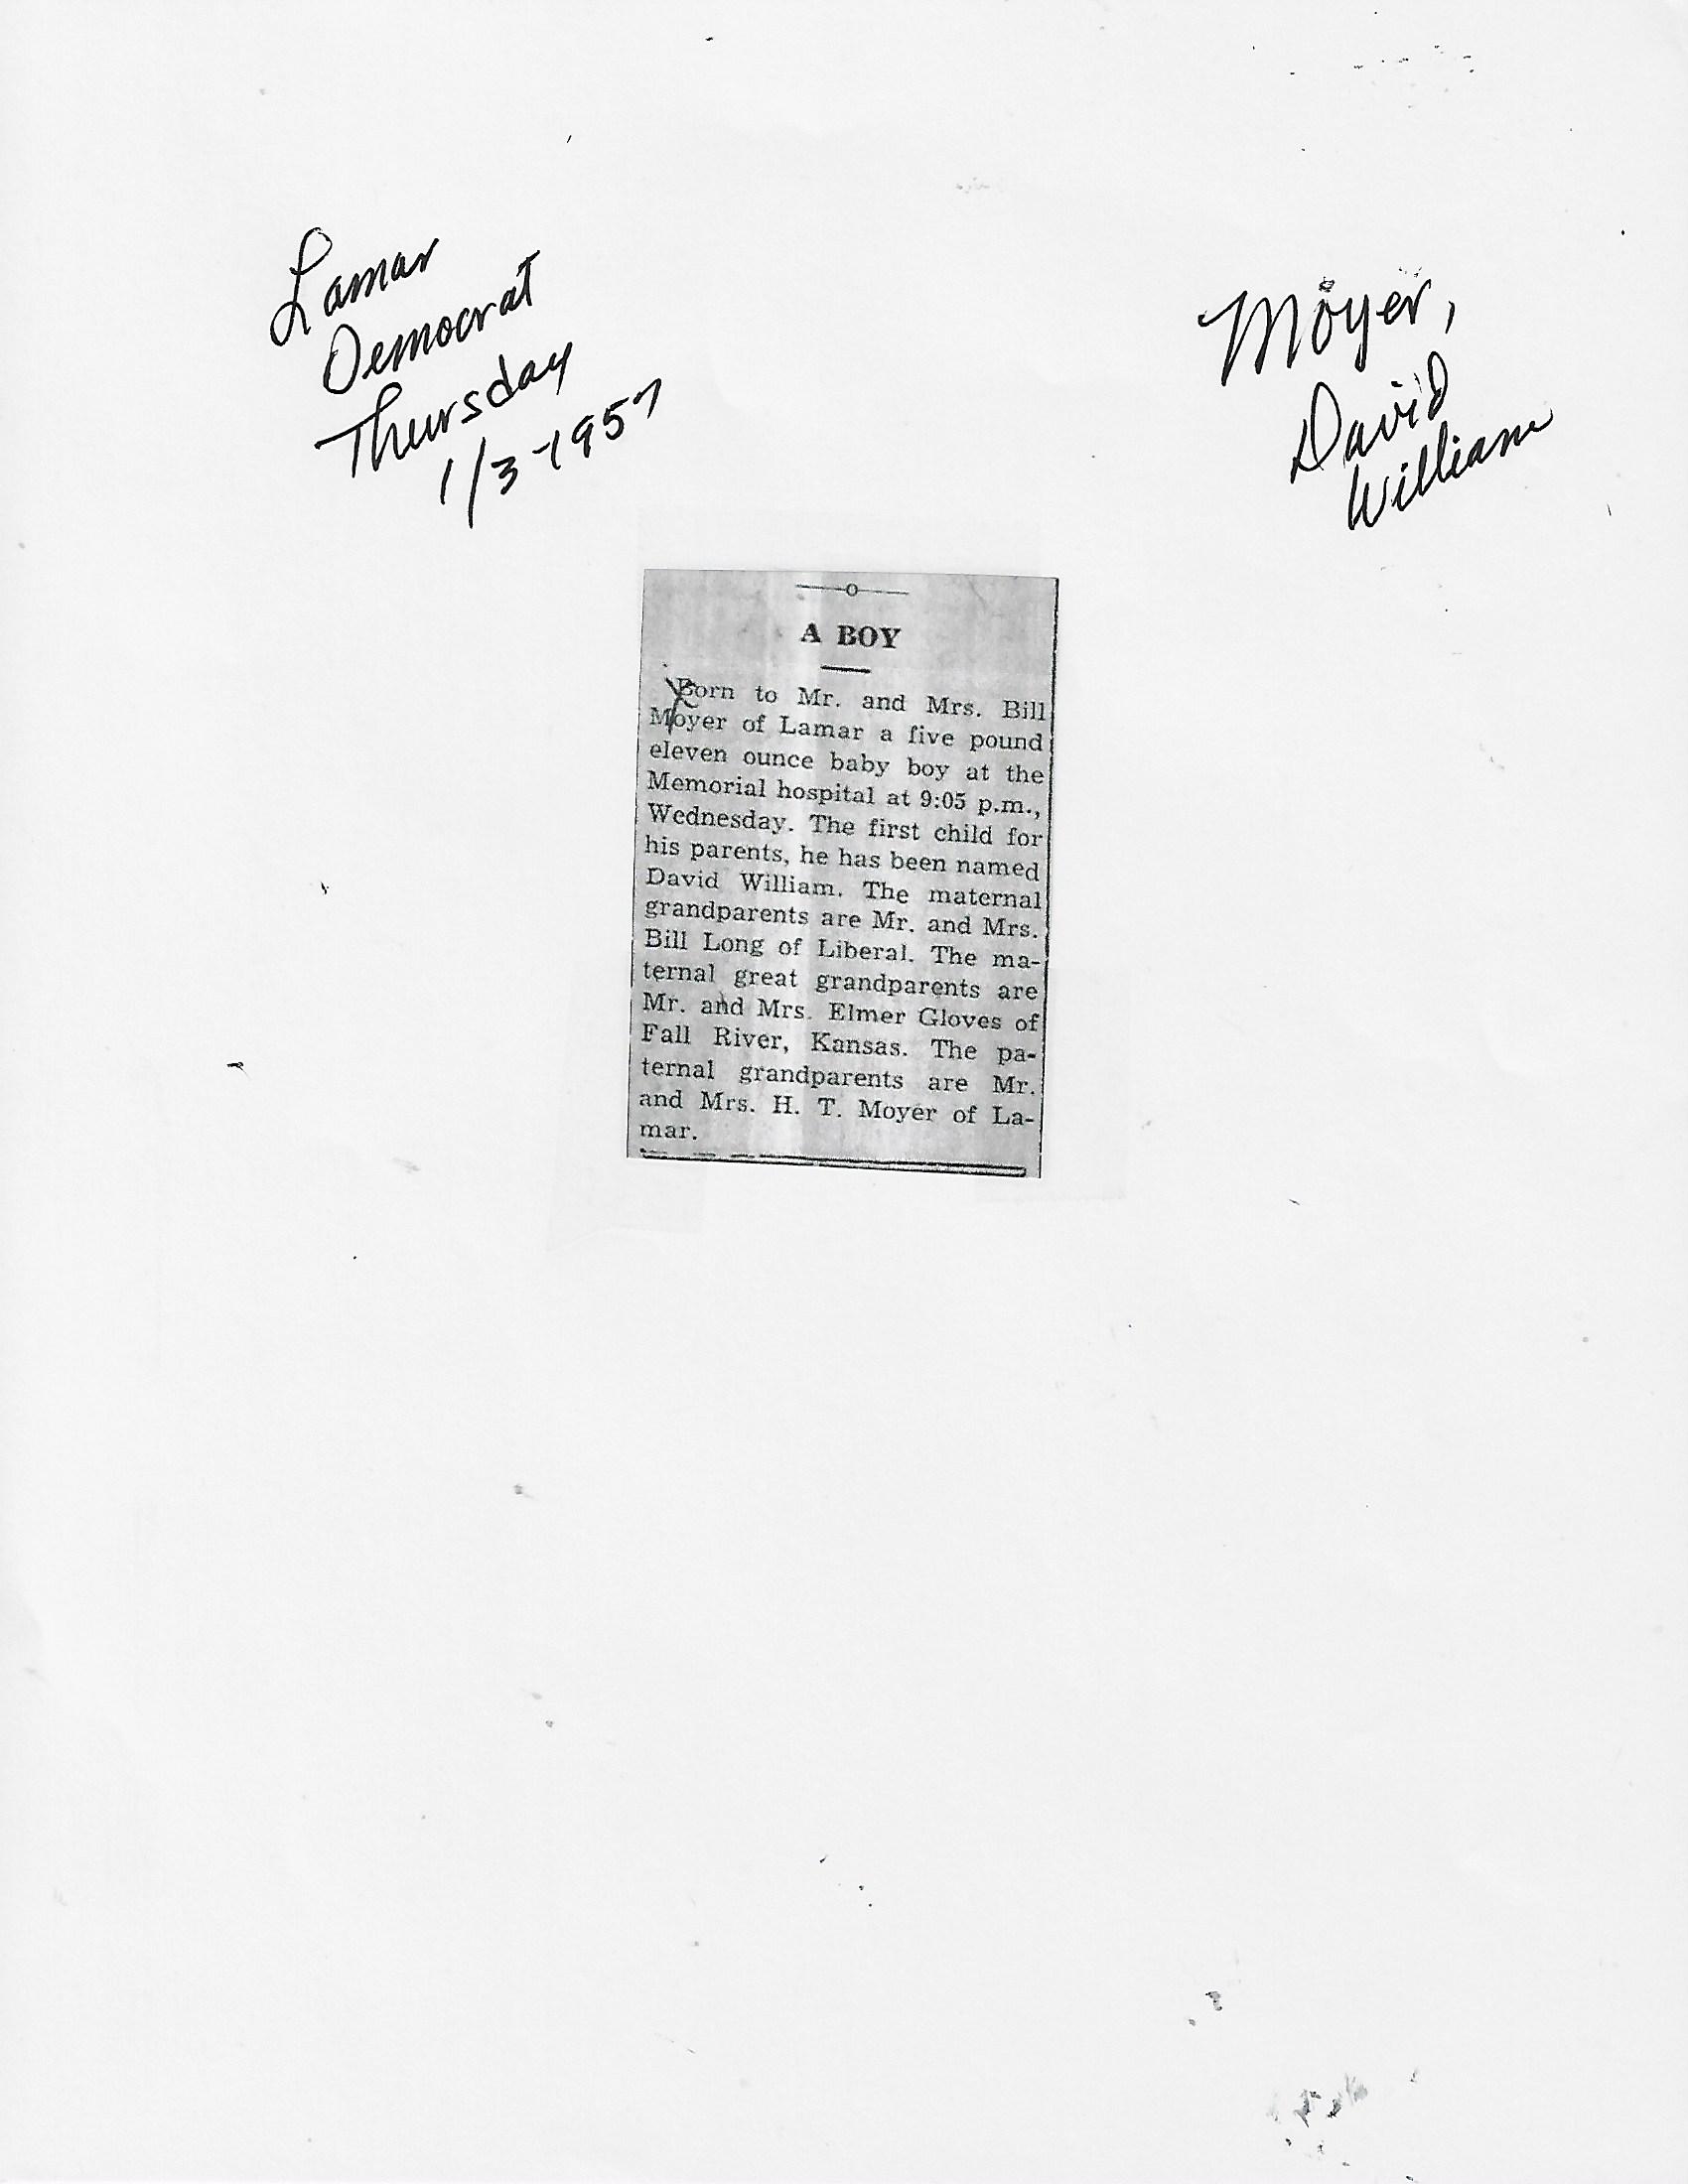 Lamar
Democrat
Thursday
1/3-1957
Moyer,
David
William
A BOY
Born to Mr. and Mrs. Bill
Moyer of Lamar a five pound
eleven ounce baby boy at the
Memorial hospital at 9:05 p.m.,
Wednesday. The first child for
his parents, he has been named
David William. The maternal
grandparents are Mr. and Mrs.
Bill Long of Liberal. The ma-
ternal great grandparents are
Mr. and Mrs. Elmer Gloves of
Fall River, Kansas. The pa-
ternal grandparents are Mr.
and Mrs. H. T. Moyer of La-
mar.